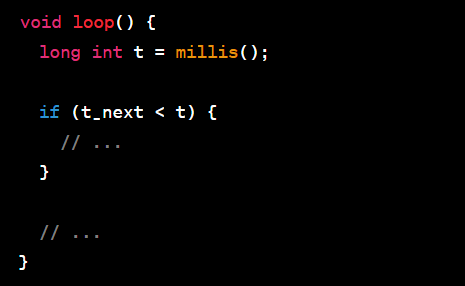 void loop() {
  long int t = millis();

  if (t_next < t) {
    // ...
  }

  // ...
}